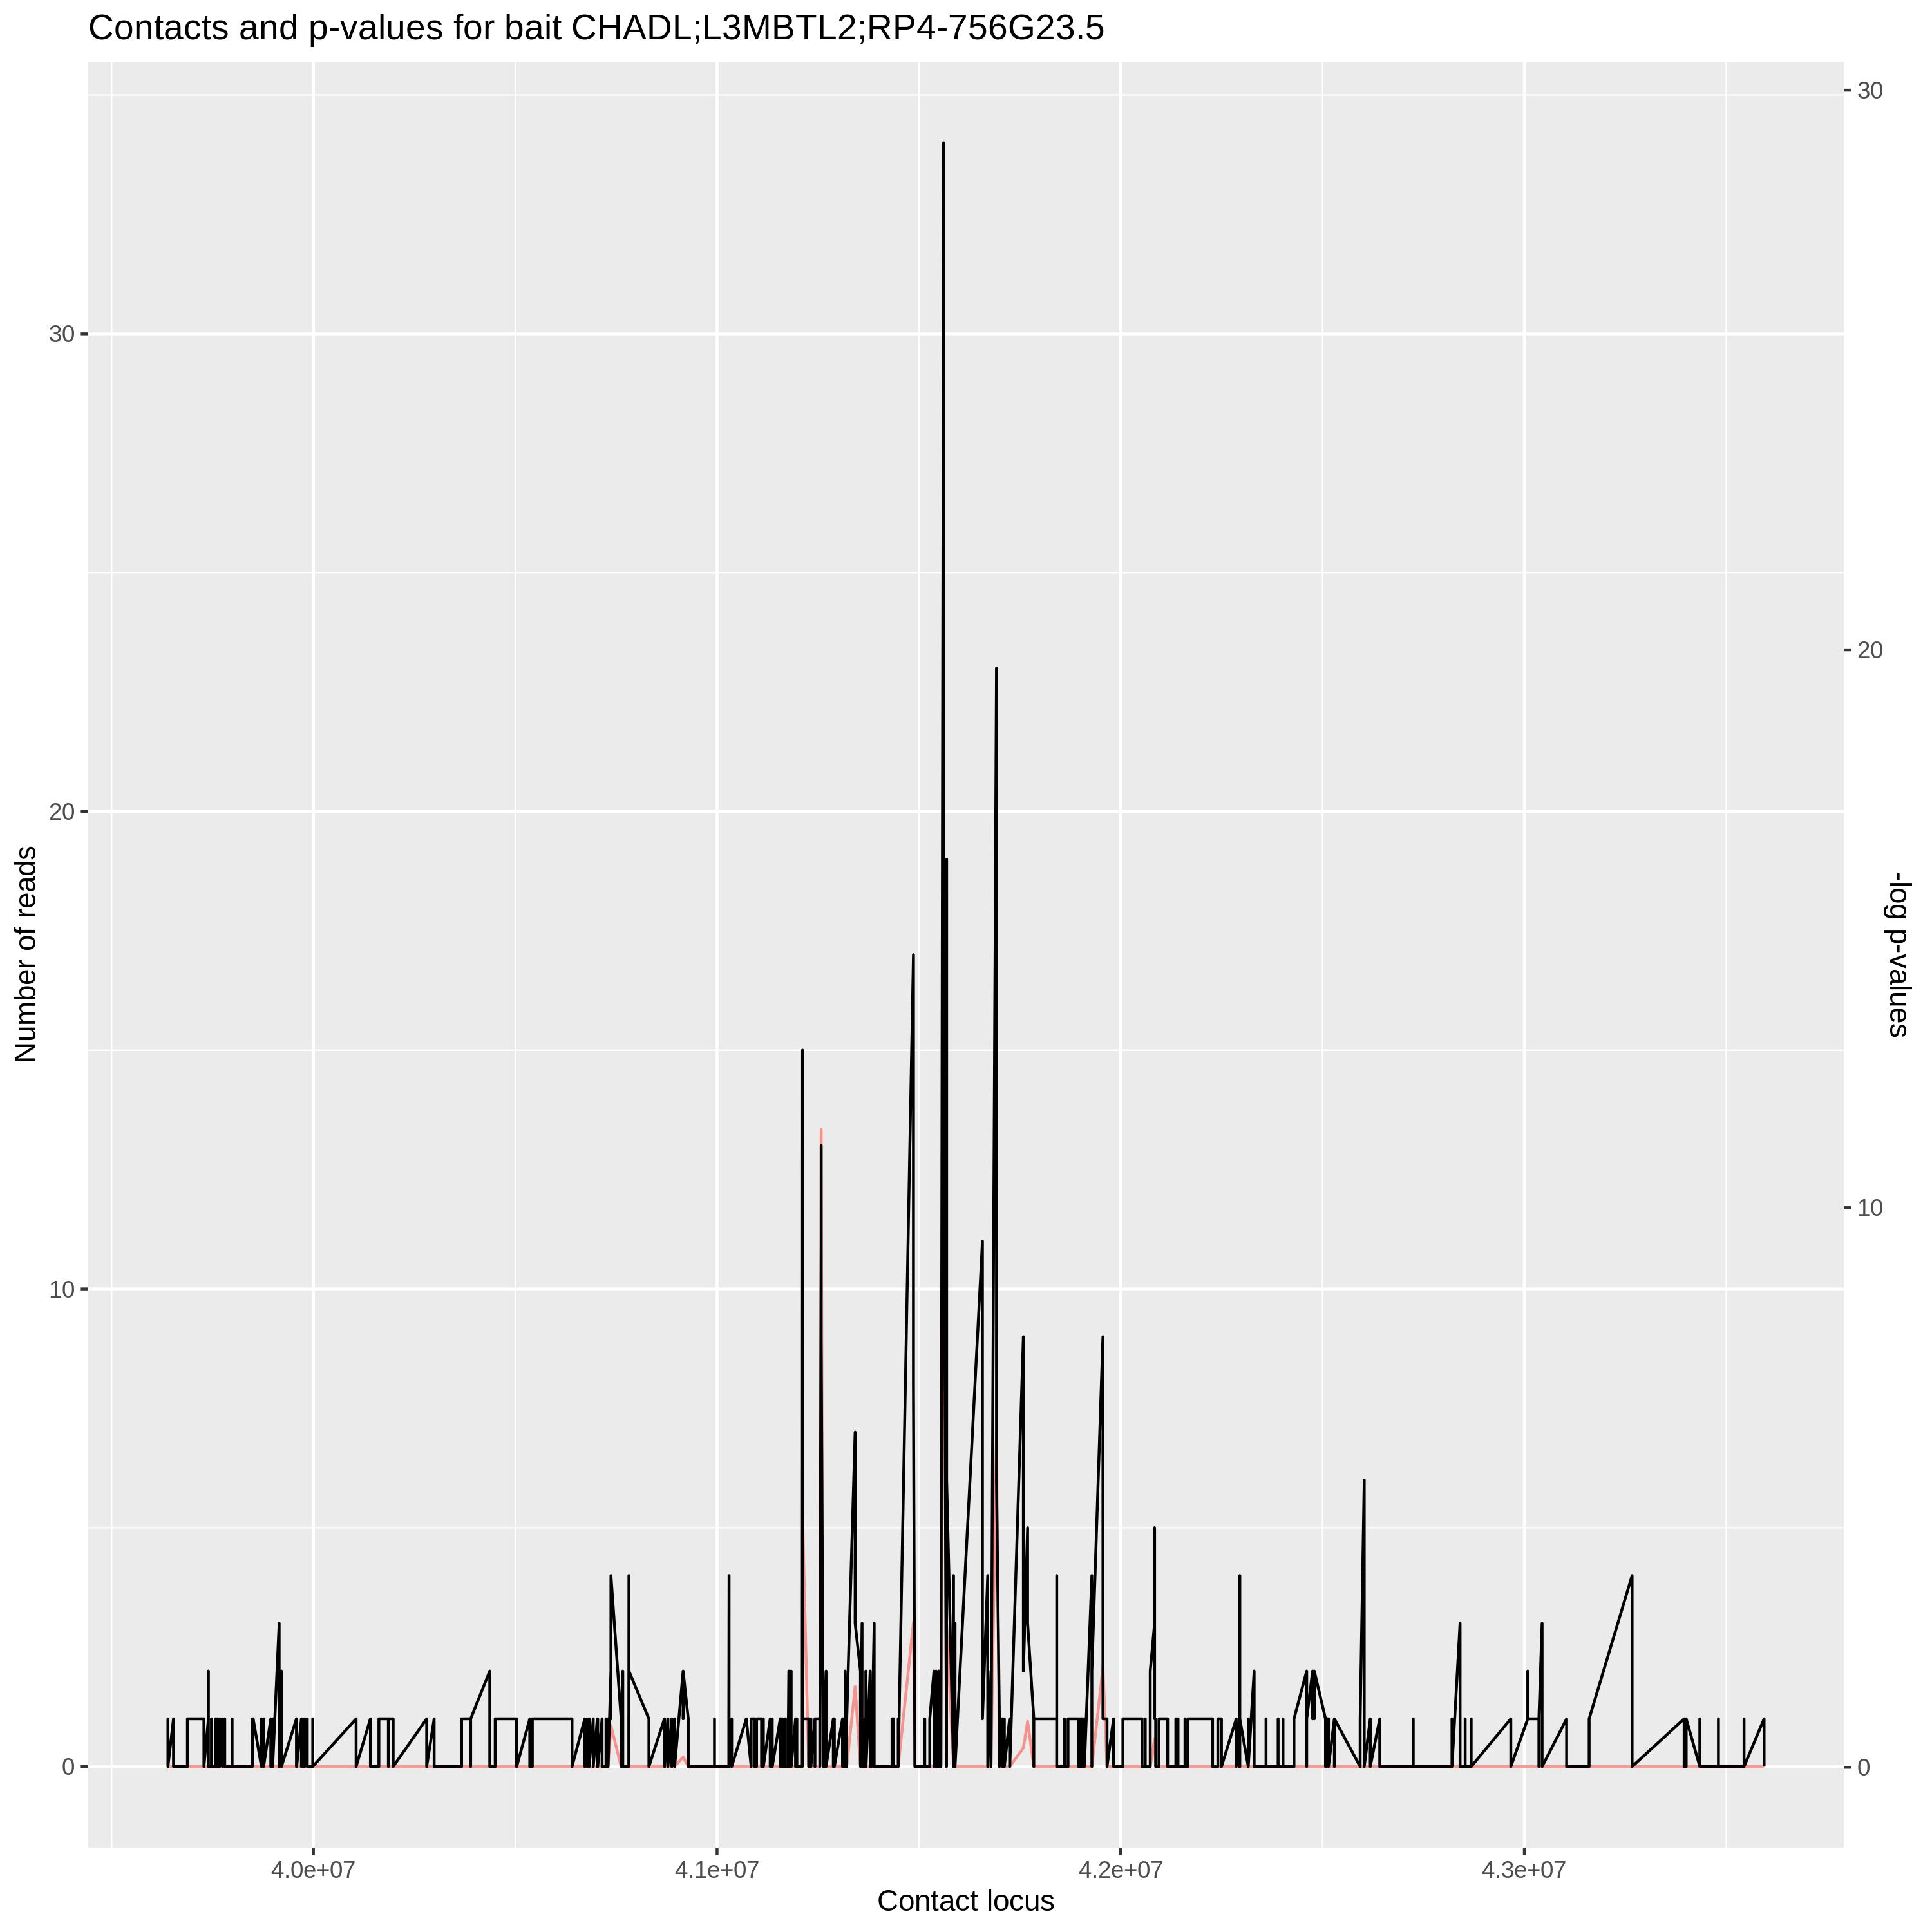 Contacts and p-values for bait CHADL;L3MBTL2;RP4-756G23.5
30
20
10
0
Number of reads
30
20
10
0
-log p-values
4.0e+07 4.1e+07 4.2e+07 4.3e+07
Contact locus